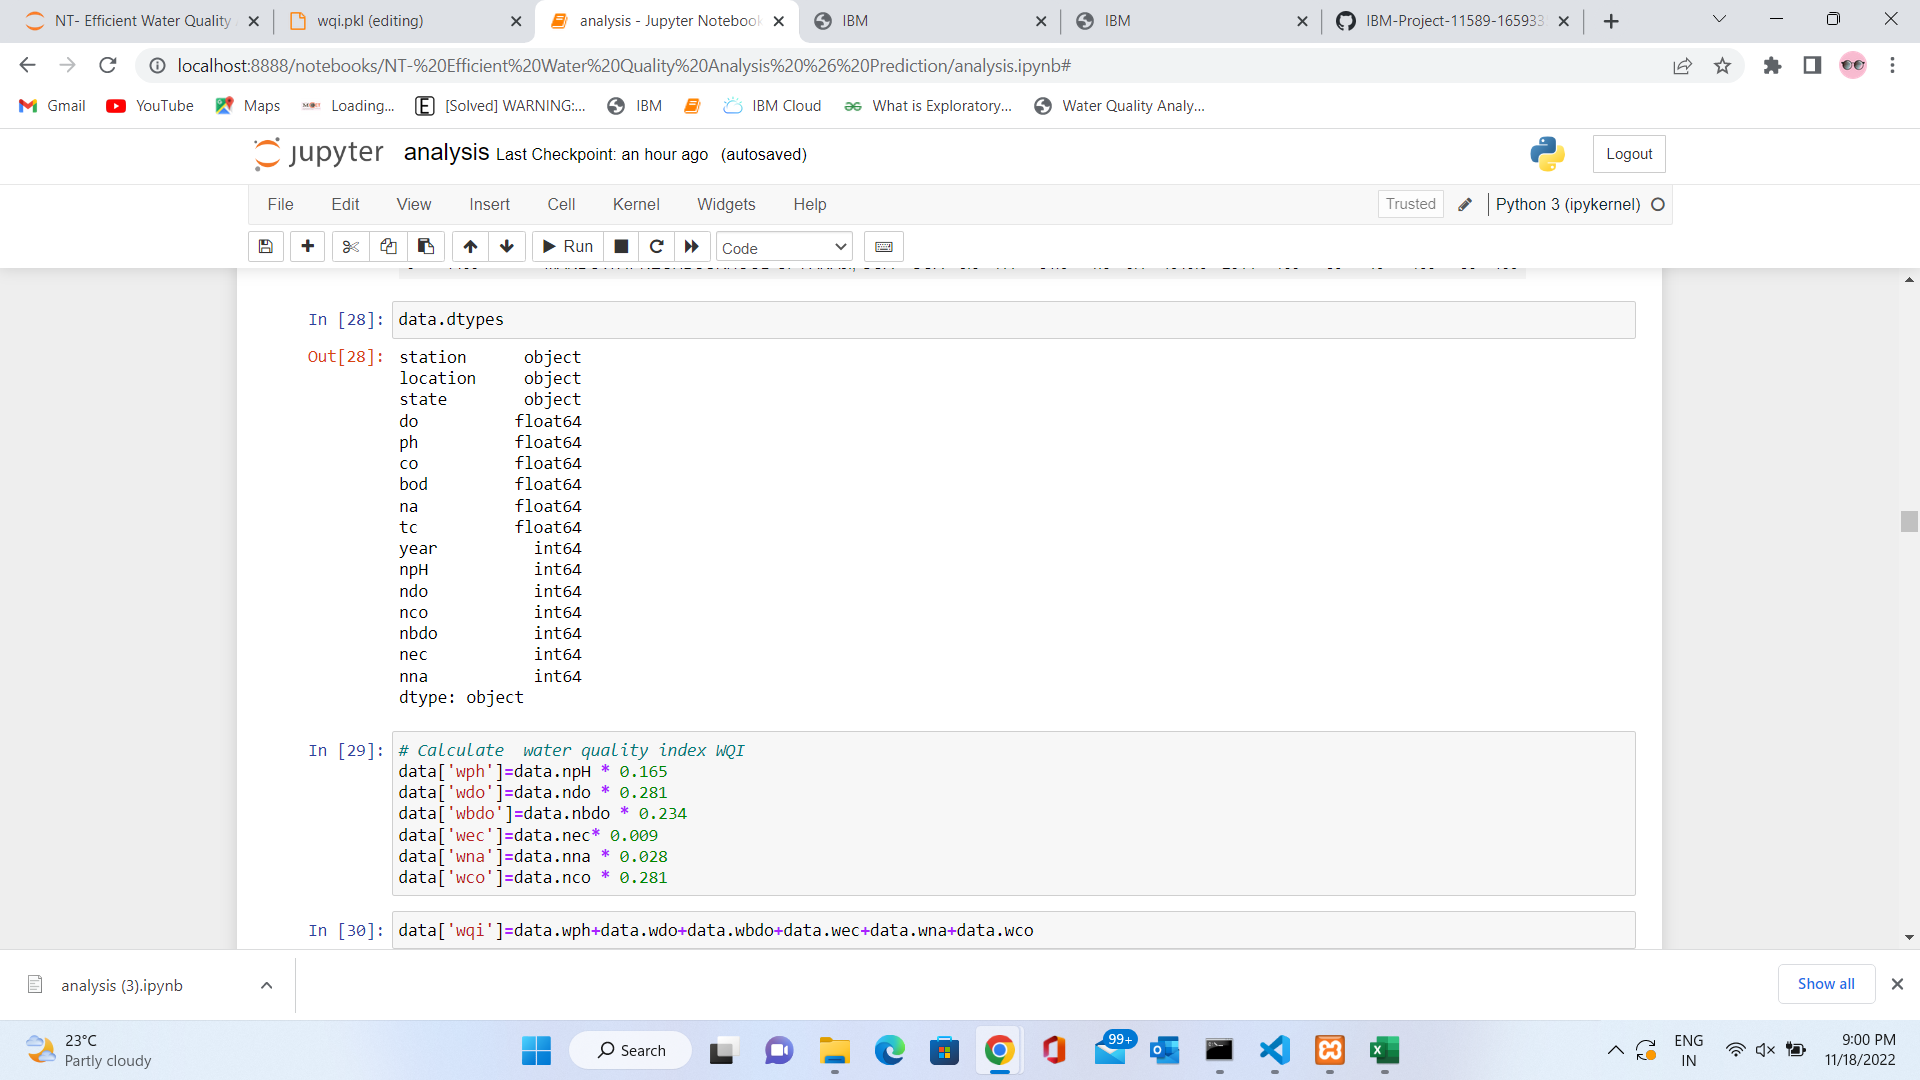 NT- Efficient Water Quality
wqi.pkl (editing)
analysis - Jupyter Notebook
IBM
IBM
IBM-Project-11589-165933
localhost:8888/notebooks/NT-%20Efficient%20Water%20Quality%20Analysis%20%26%20Prediction/analysis.ipynb#
Gmail
YouTube
Maps
Loading...
[Solved] WARNING:...
IBM
IBM Cloud
What is Exploratory...
Water Quality Analy...
jupyter analysis Last Checkpoint: an hour ago (autosaved)
Logout
File Edit View Insert Cell Kernel Widgets Help
Trusted
Python 3 (ipykernel)
Run
Code
In [28]: data.dtypes
Out[28]: station object
location object
state object
do float64
ph float64
co float64
bod float64
na float64
tc float64
year int64
npH int64
ndo int64
nco int64
nbdo int64
nec int64
nna int64
dtype: object
In [29]: # Calculate  water quality index WQI
data['wph']=data.npH * 0.165
data['wdo']=data.ndo * 0.281
data['wbdo']=data.nbdo * 0.234
data['wec']=data.nec* 0.009
data['wna']=data.nna * 0.028
data['wco']=data.nco * 0.281
In [30]: data['wqi']=data.wph+data.wdo+data.wbdo+data.wec+data.wna+data.wco
analysis (3).ipynb
Show all
23°C
Partly cloudy
Search
99+
ENG
IN
9:00 PM
11/18/2022